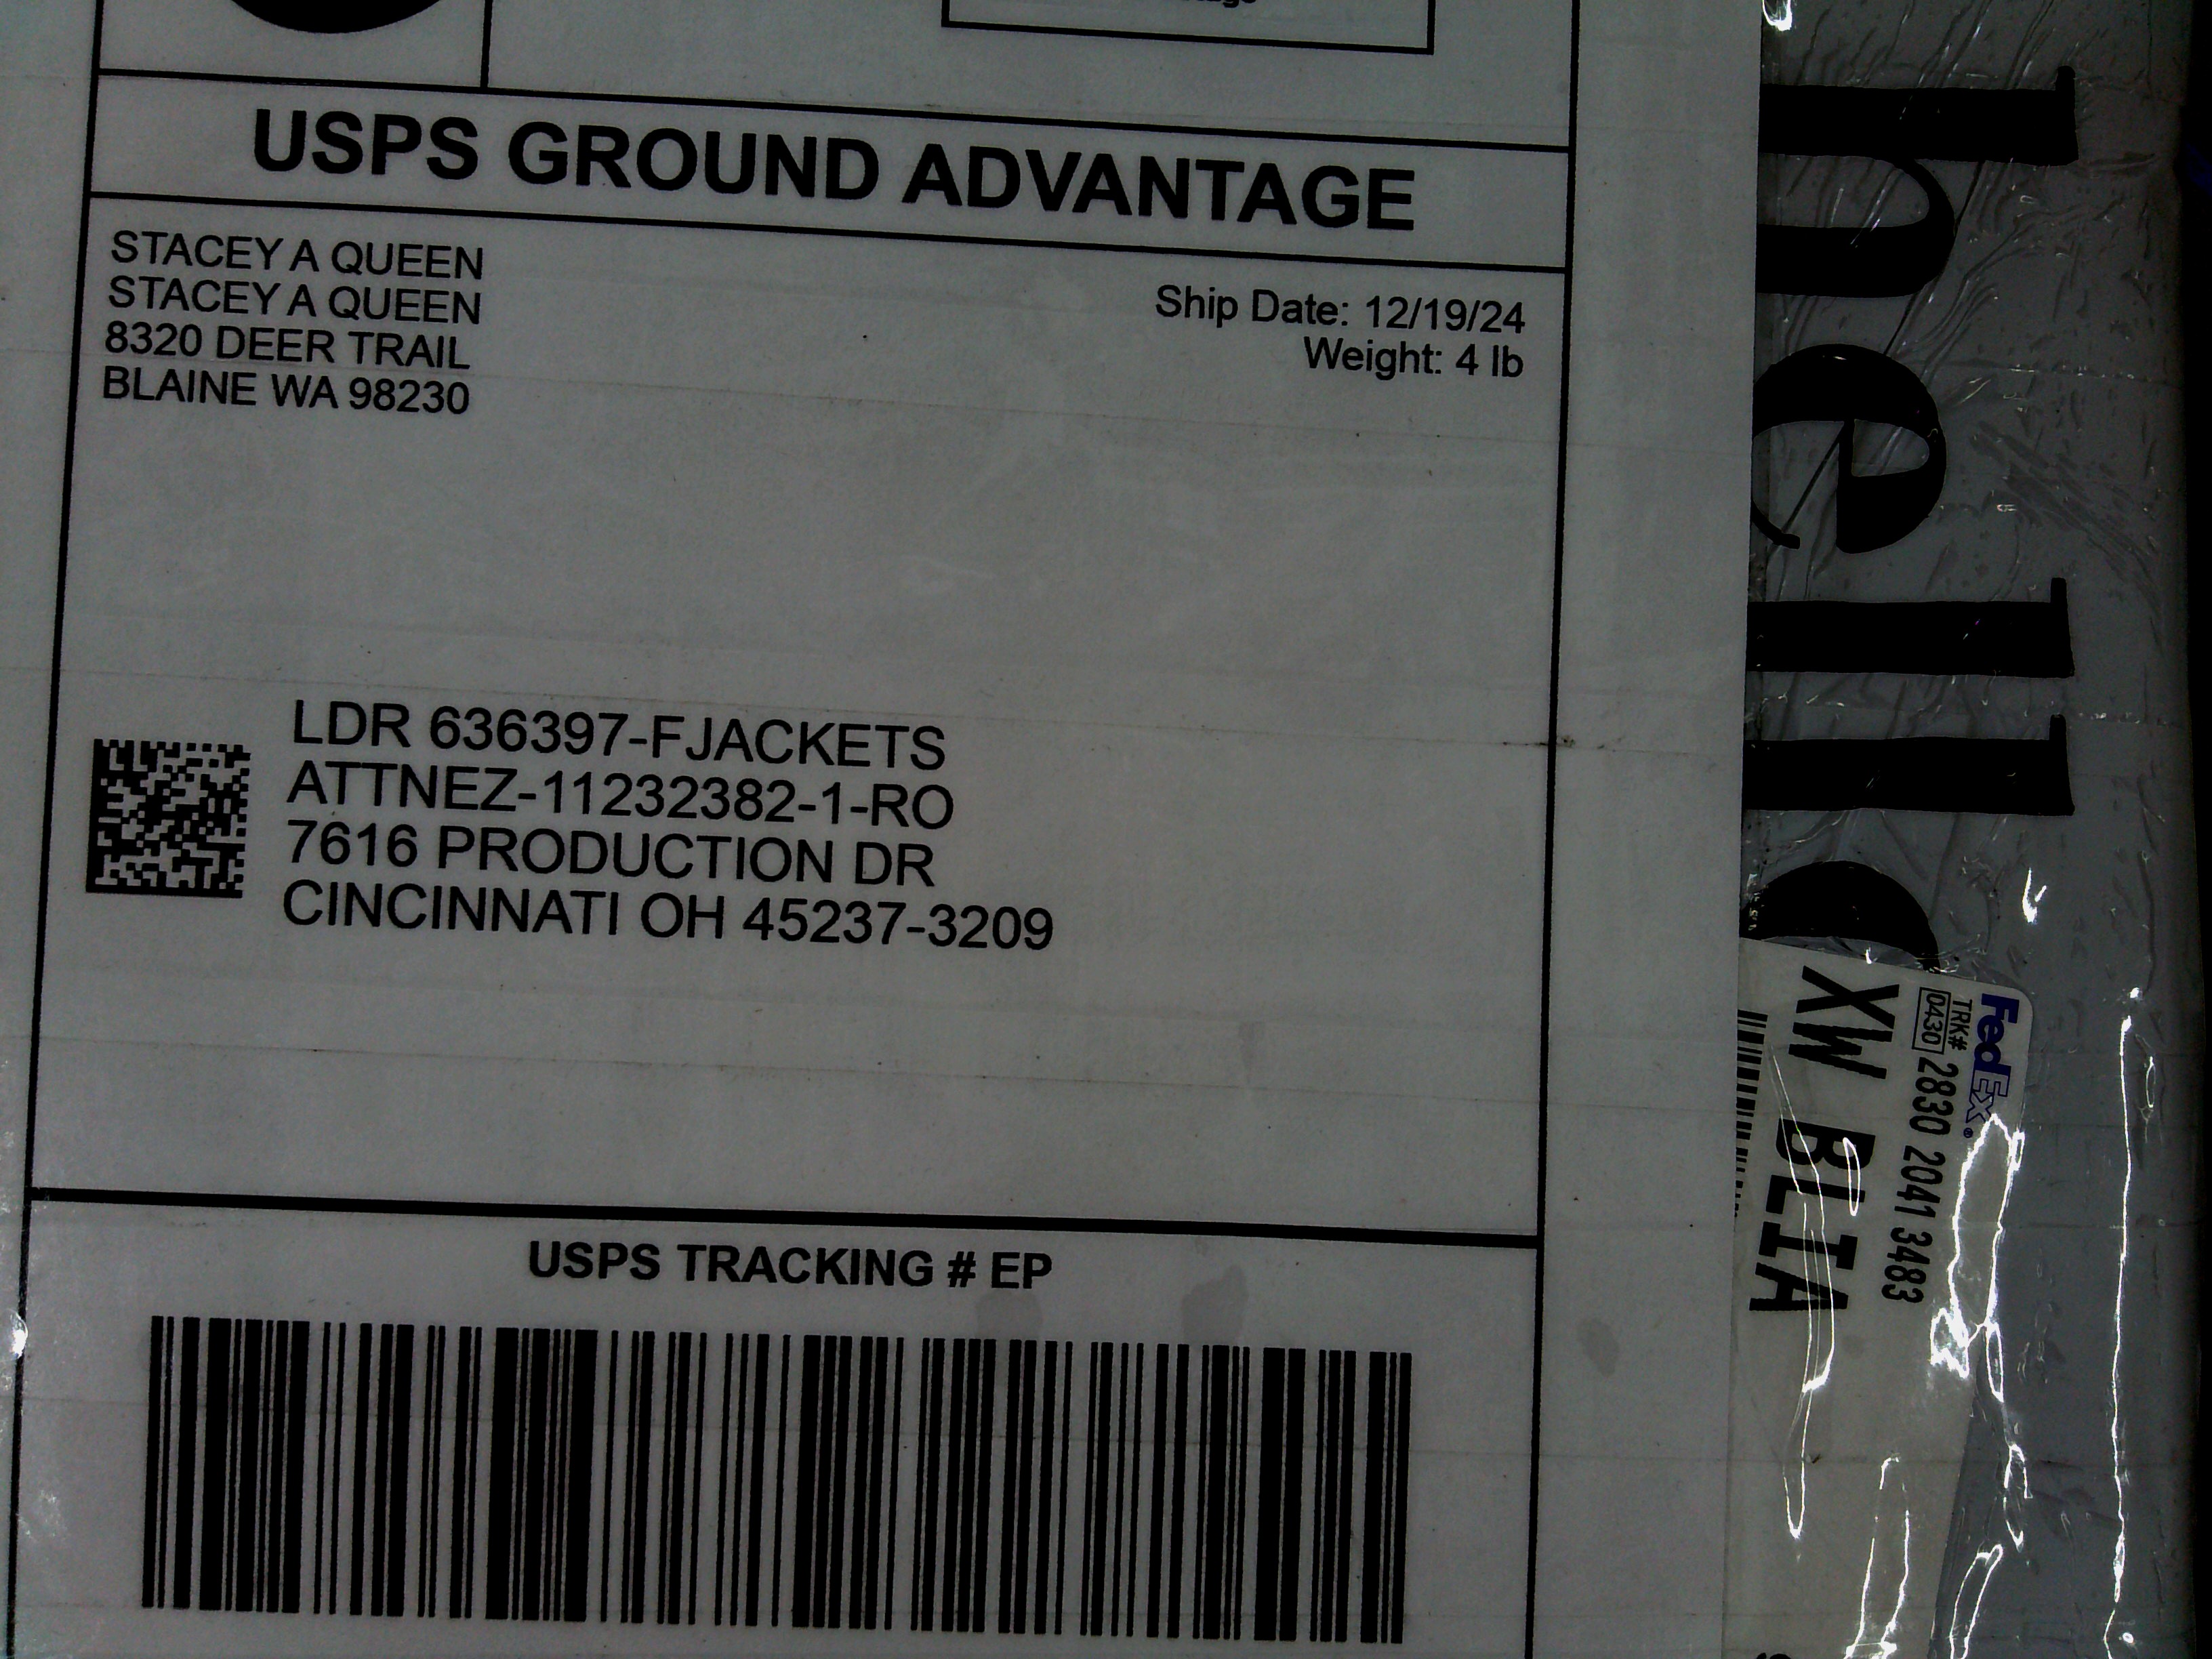 USPS GROUND ADVANTAGE
STACEY A QUEEN
STACEY A QUEEN
8320 DEER TRAIL
BLAINE WA 98230
Ship Date: 12/19/24
Weight: 4 lb
LDR 636397-FJACKETS
ATTNEZ-11232382-1-RO
7616 PRODUCTION DR
CINCINNATI OH 45237-3209
USPS TRACKING # EP
hell
FedEx®
TRK#
0430
2830 2041 3483
XW BLIA